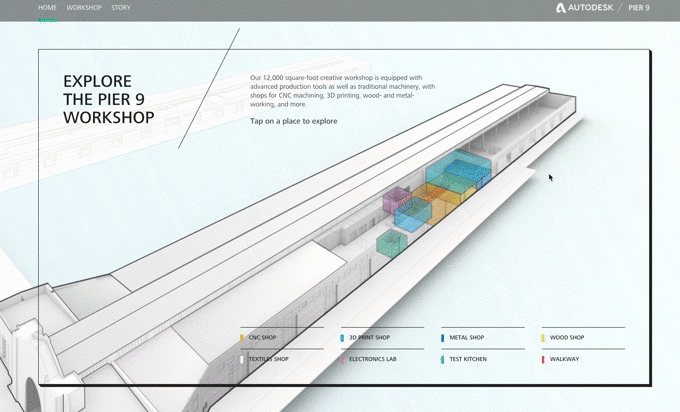 HOME WORKSHOP STORY
AUTODESK / PIER 9
EXPLORE
THE PIER 9
WORKSHOP
Our 12,000 square-foot creative workshop is equipped with
advanced production tools as well as traditional machinery, with
shops for CNC machining, 3D printing, wood- and metal-
working, and more.
Tap on a place to explore
CNC SHOP
3D PRINT SHOP
METAL SHOP
WOOD SHOP
TEXTILES SHOP
ELECTRONICS LAB
TEST KITCHEN
WALKWAY